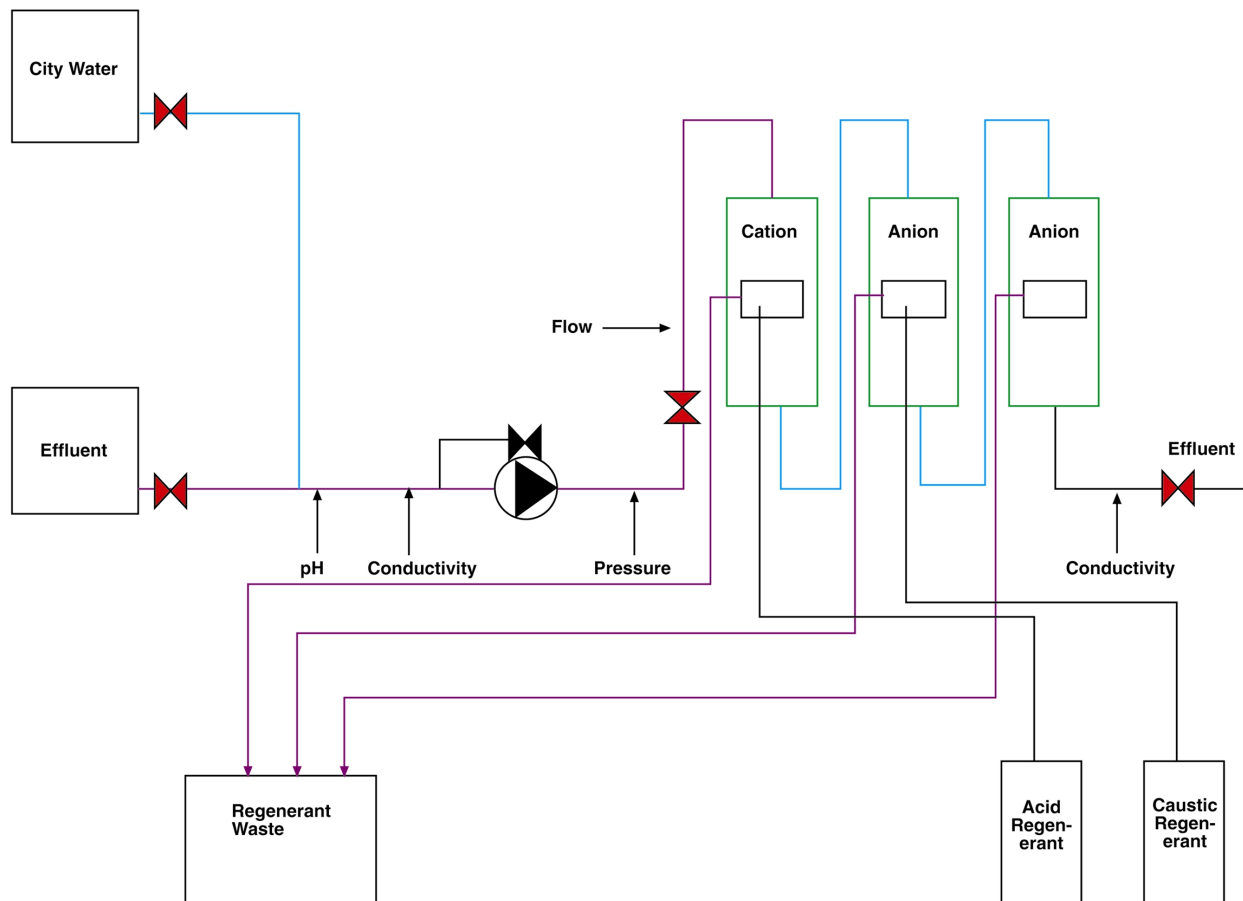 City Water
Cation
Anion
Anion
Flow
Effluent
Effluent
pH
Conductivity
Pressure
Conductivity
Regenerant
Waste
Acid
Regen-
erant
Caustic
Regen-
erant